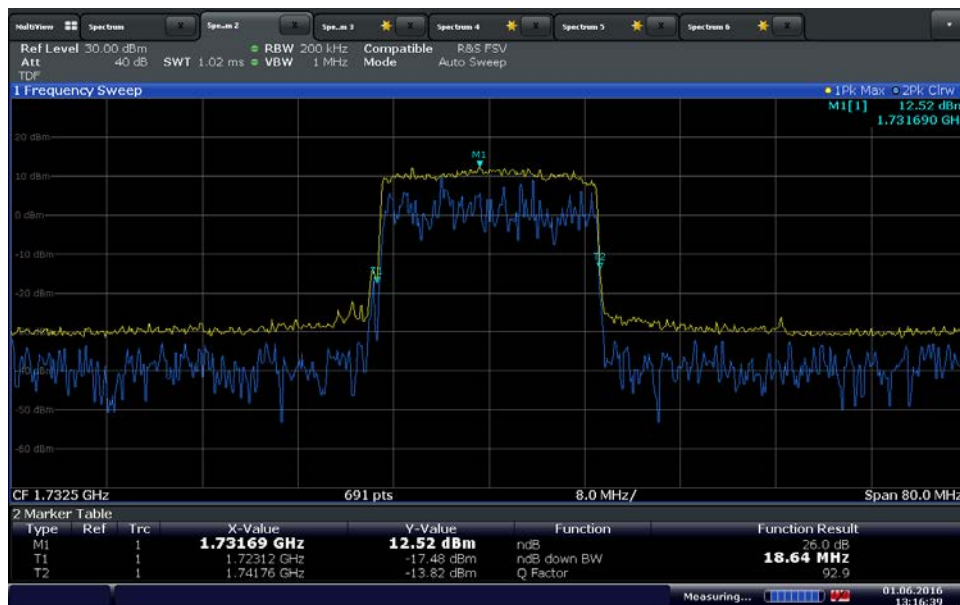 MultiView Spectrum X Spe...m 2 X Spe...m 3 X Spectrum 4 X Spectrum 5 X Spectrum 6 X
Ref Level 30.00 dBm RBW 200 kHz Compatible R&S FSV
Att 40 dB SWT 1.02 ms VBW 1 MHz Mode Auto Sweep
TDF
1 Frequency Sweep 1Pk Max 2Pk Clrw
M1[1] 12.52 dBm
1.731690 GH
20 dBm
M1
10 dBm
0 dBm
-10 dBm
T2
-20 dBm
-40 dBm
-50 dBm
-60 dBm
CF 1.7325 GHz 691 pts 8.0 MHz/ Span 80.0 MHz
2 Marker Table
Type Ref Trc X-Value Y-Value Function Function Result
M1 1 1.73169 GHz 12.52 dBm ndB 26.0 dB
T1 1 1.72312 GHz -17.48 dBm ndB down BW 18.64 MHz
T2 1 1.74176 GHz -13.82 dBm Q Factor 92.9
Measuring... 01.06.2016
13:16:39